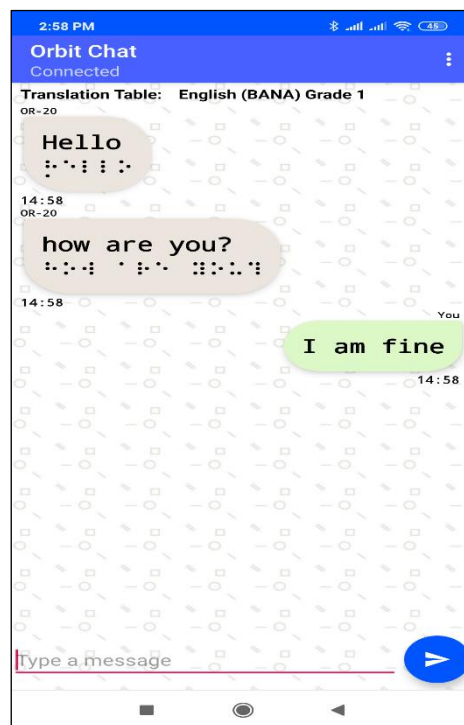 2:58 PM 45
Orbit Chat
Connected
Translation Table: English (BANA) Grade 1
OR-20
Hello
⡓⠑⠇⠇⠕
14:58
OR-20
how are you?
⠓⠕⠺ ⠁⠗⠑ ⠽⠕⠥⠹
14:58
You
I am fine
14:58
Type a message